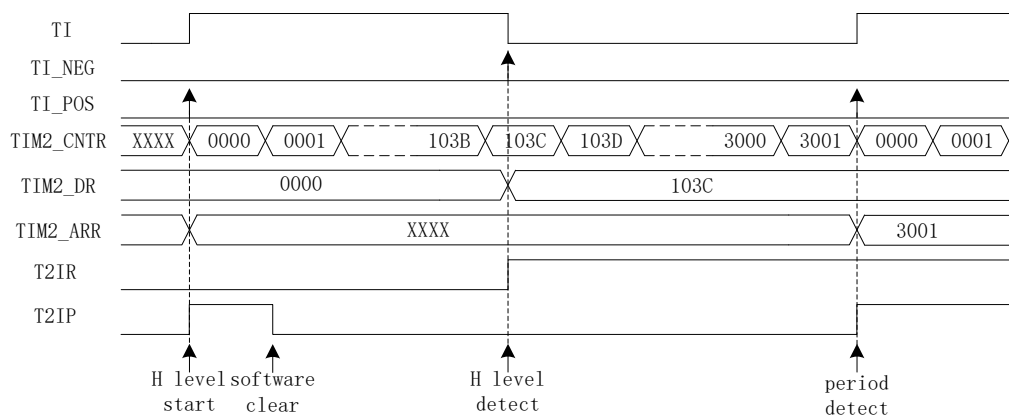 TI
TI_NEG
TI_POS
TIM2_CNTR XXXX 0000 0001 103B 103C 103D 3000 3001 0000 0001
TIM2_DR 0000 103C
TIM2_ARR XXXX 3001
T2IR
T2IP
H level
start
software
clear
H level
detect
period
detect